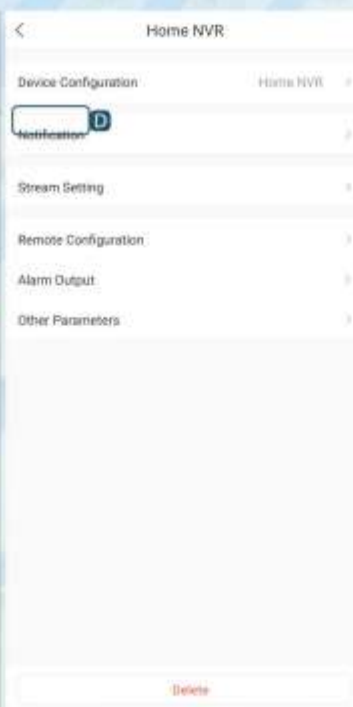 Home NVR
Device Configuration Home NVR
D
Notification
Stream Setting
Remote Configuration
Alarm Output
Other Parameters
Delete